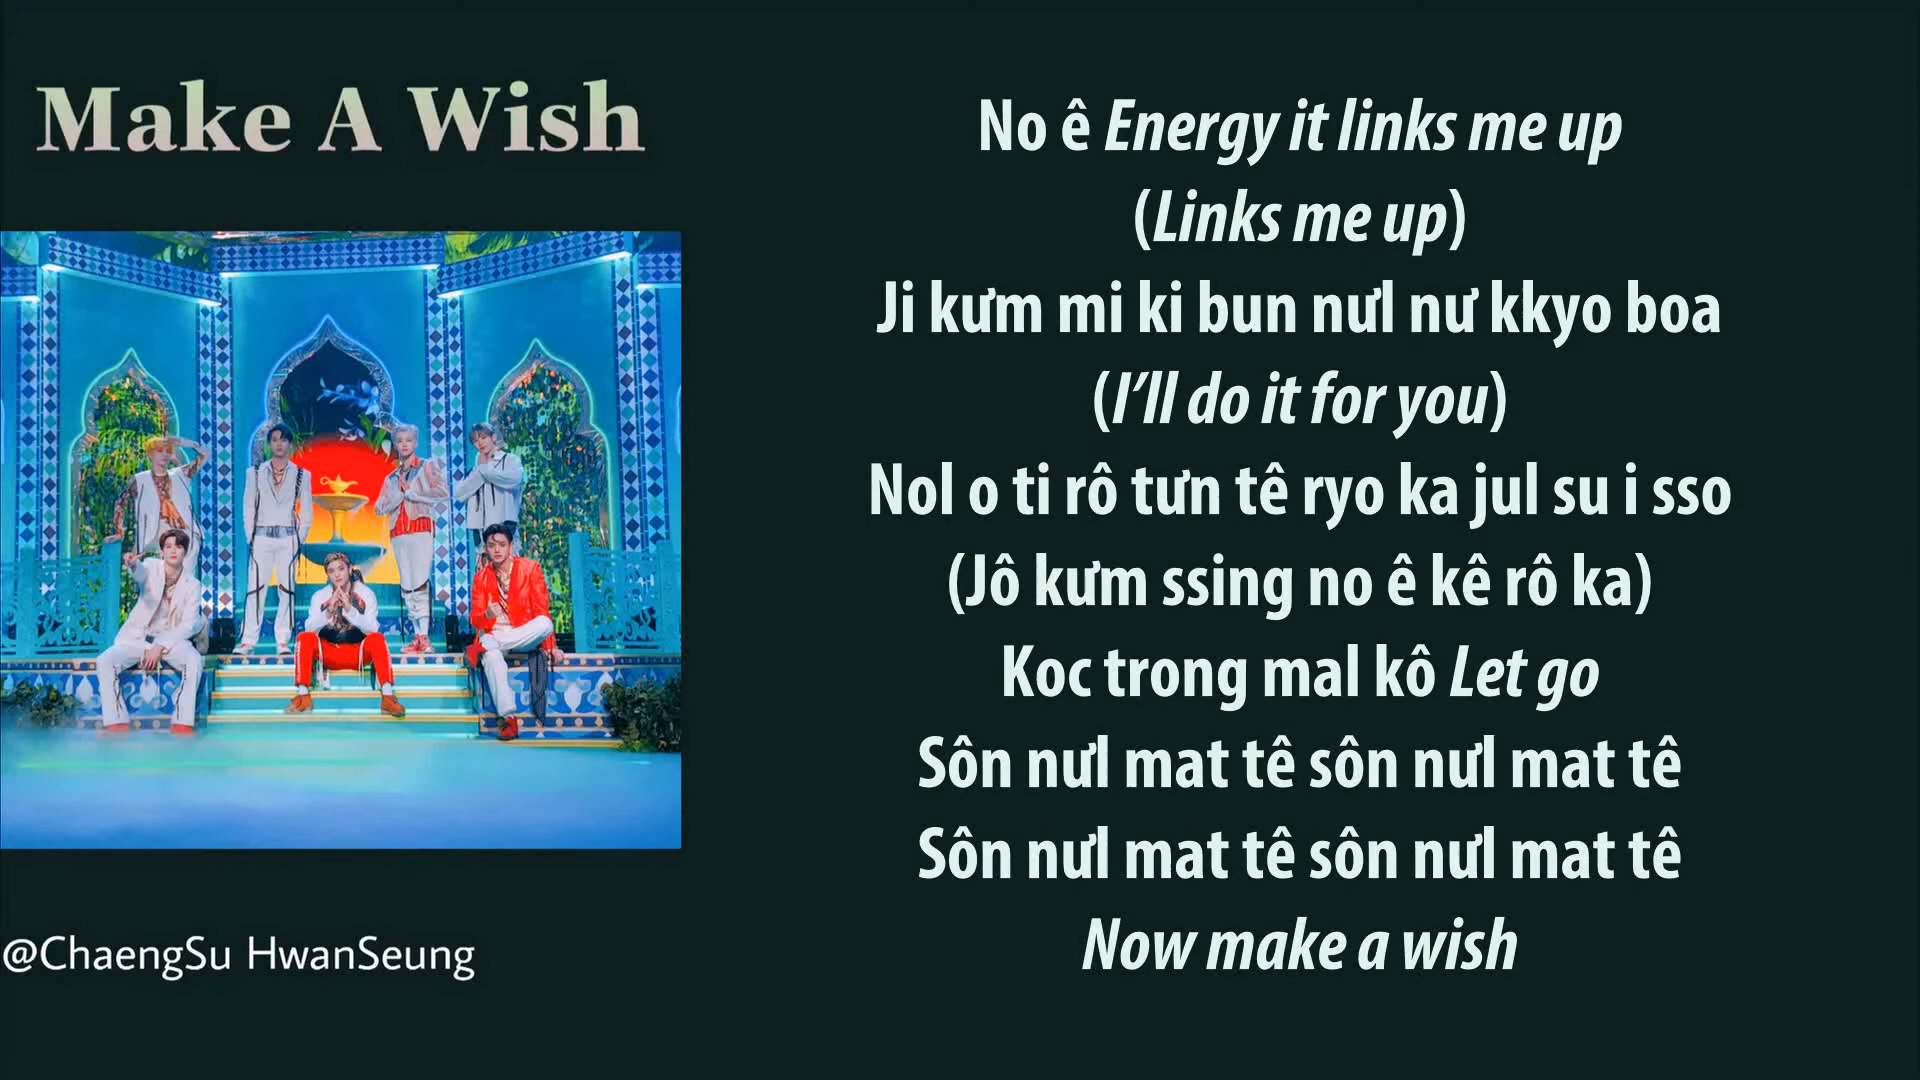 Make A Wish
No ê Energy it links me up
(Links me up)
Ji kưm mi ki bun nưl nư kkyo boa
(I’ll do it for you)
Nol o ti rô tưn tê ryo ka jul su i sso
(Jô kưm ssing no ê kê rô ka)
Koc trong mal kô Let go
Sôn nưl mat tê sôn nưl mat tê
Sôn nưl mat tê sôn nưl mat tê
Now make a wish
@ChaengSu HwanSeung